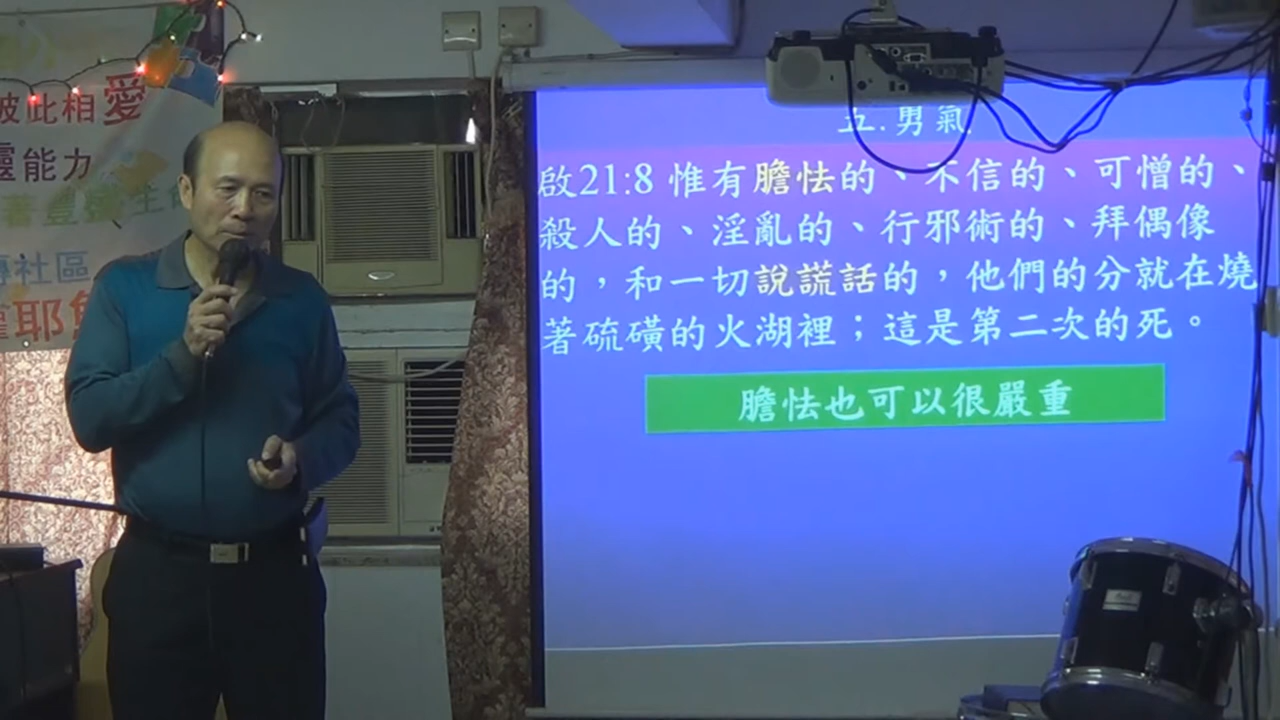 彼此相愛
靈能力
社區
耶
五.男氣
啟21:8 惟有膽怯的、不信的、可憎的、
殺人的、淫亂的、行邪術的、拜偶像
的，和一切說謊話的，他們的分就在燒
著硫磺的火湖裡；這是第二次的死。
膽怯也可以很嚴重